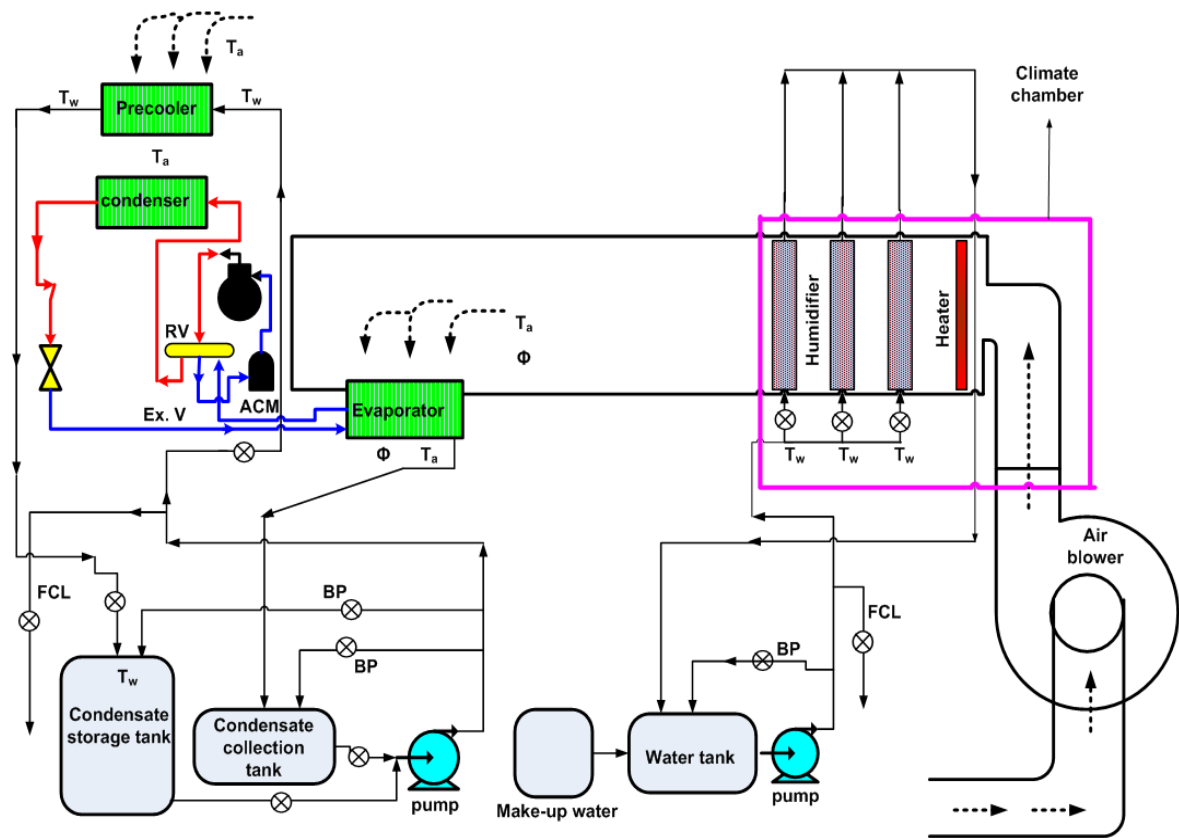 Tₐ
T_w
Precooler
T_w
Tₐ
condenser
Climate
chamber
RV
ACM
Ex. V
Tₐ
Φ
Evaporator
Φ
Tₐ
Humidifier
Heater
T_w
T_w
T_w
Air
blower
FCL
BP
BP
FCL
BP
T_w
Condensate
storage tank
Condensate
collection
tank
pump
Make-up water
Water tank
pump